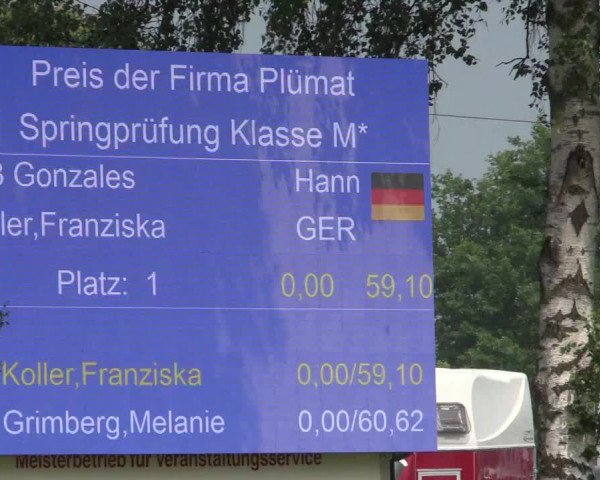 Preis der Firma Plümat
Springprüfung Klasse M*
3 Gonzales Hann
ler,Franziska GER
Platz: 1 0,00 59,10
Koller,Franziska 0,00/59,10
Grimberg,Melanie 0,00/60,62
Meisterbetrieb für Veranstaltungsservice